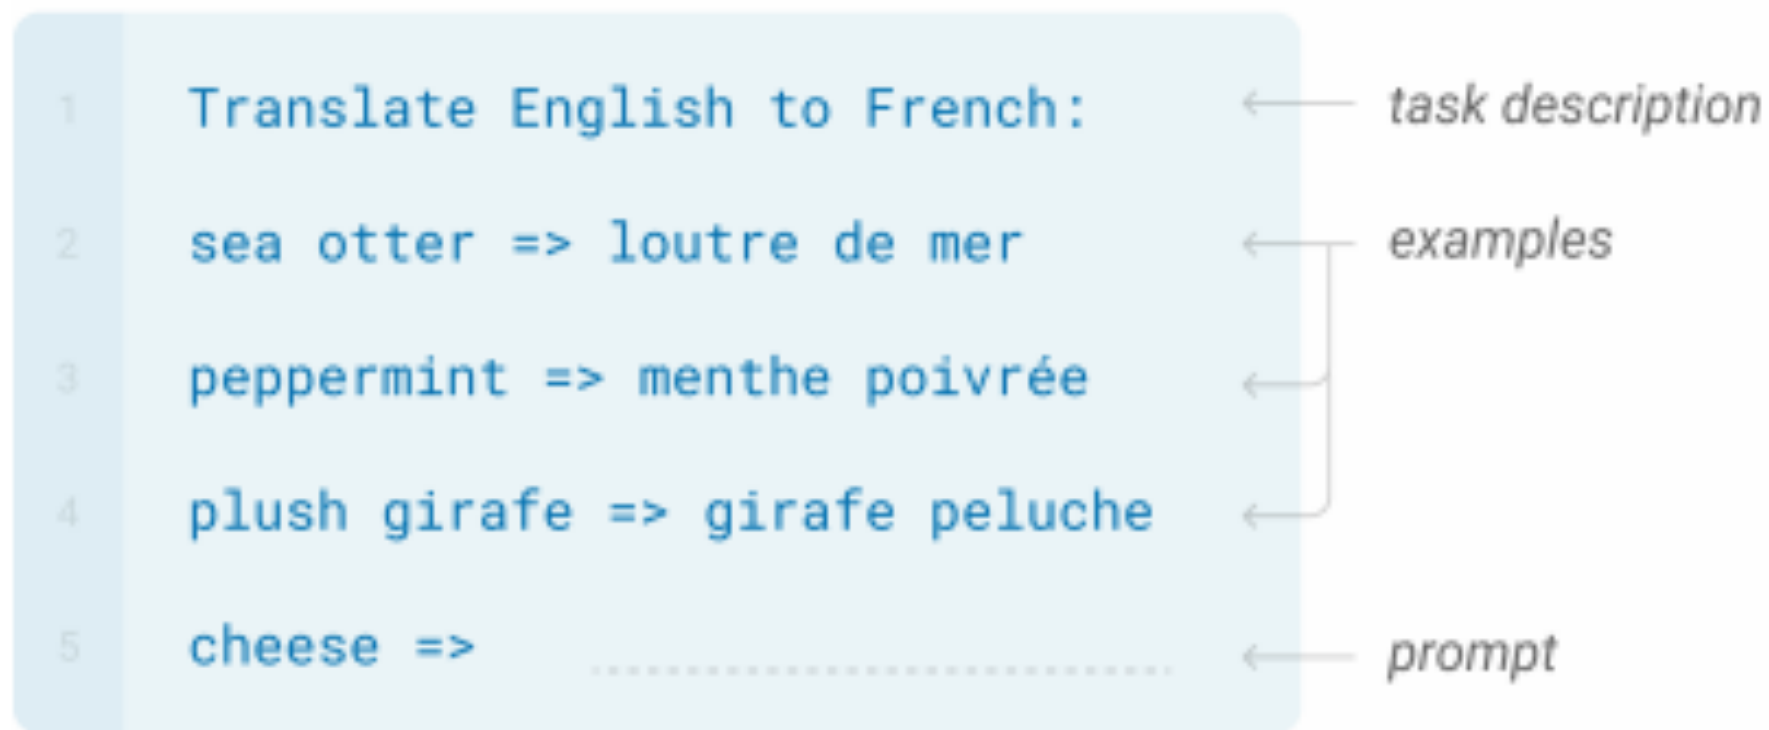 1 Translate English to French: task description
2 sea otter => loutre de mer examples
3 peppermint => menthe poivrée
4 plush girafe => girafe peluche
5 cheese => prompt